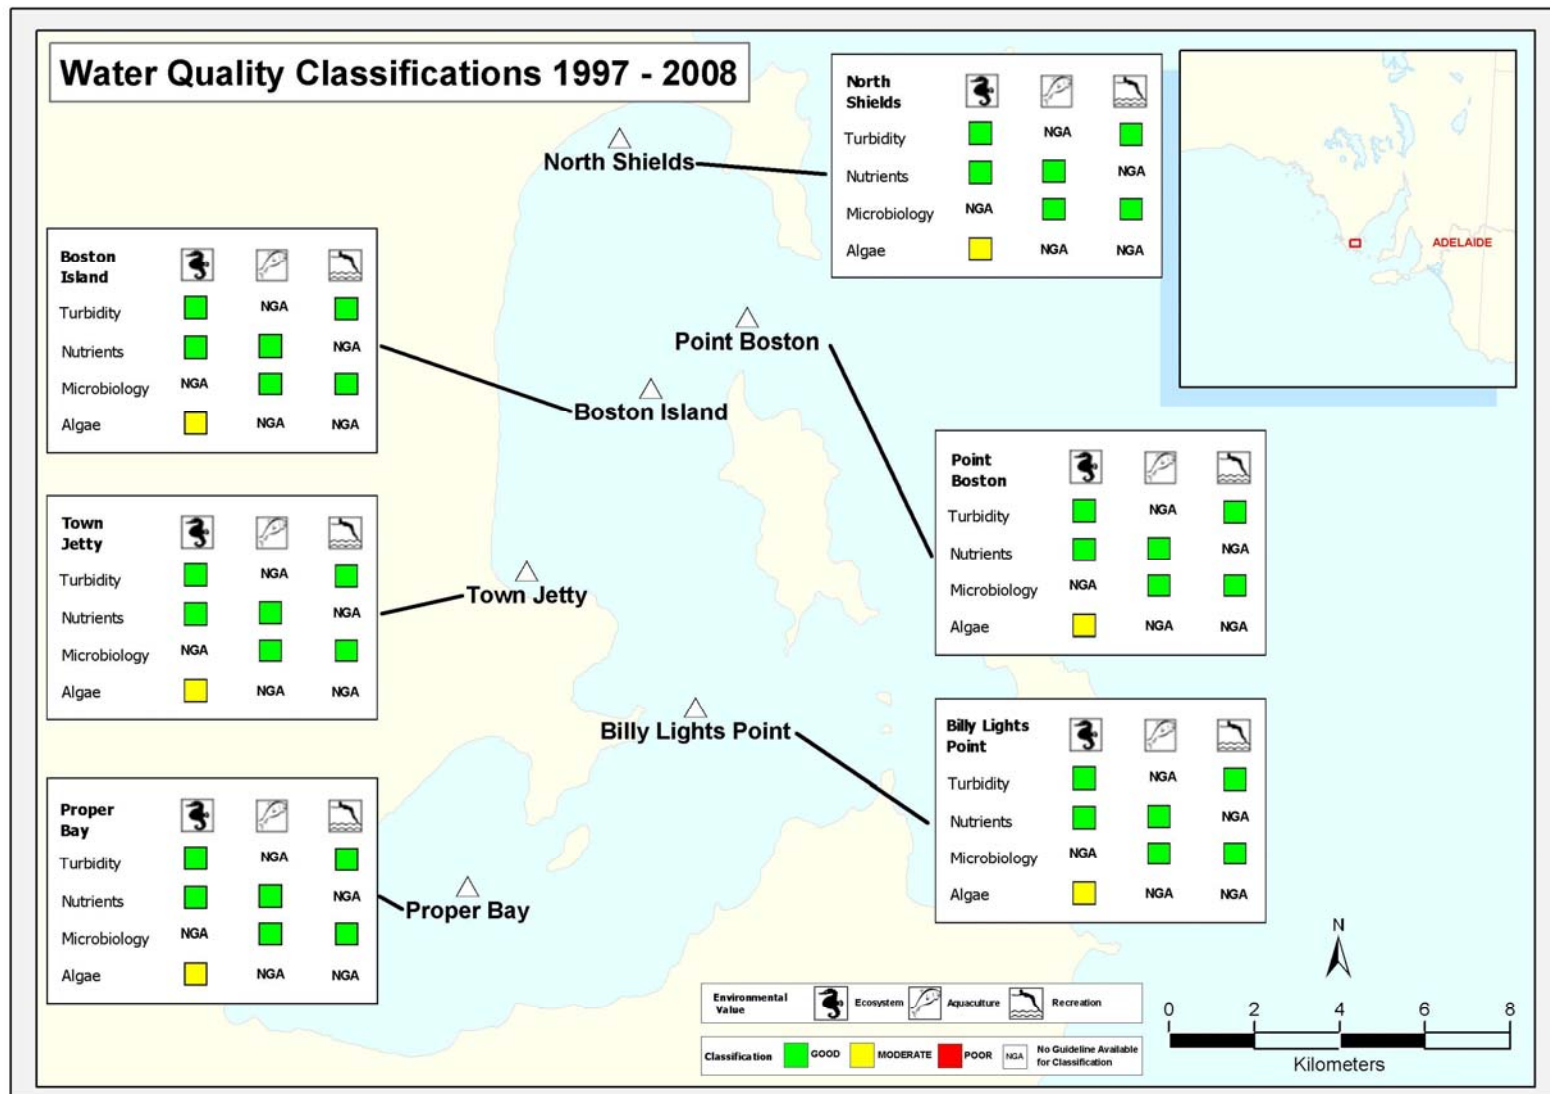 Water Quality Classifications 1997 - 2008
North
Shields
Turbidity NGA
Nutrients NGA
Microbiology NGA
Algae NGA NGA
ADELAIDE
North Shields
Boston
Island
Turbidity NGA
Nutrients NGA
Microbiology NGA
Algae NGA NGA
Point Boston
Boston Island
Point
Boston
Turbidity NGA
Nutrients NGA
Microbiology NGA
Algae NGA NGA
Town
Jetty
Turbidity NGA
Nutrients NGA
Microbiology NGA
Algae NGA NGA
Town Jetty
Billy Lights Point
Billy Lights
Point
Turbidity NGA
Nutrients NGA
Microbiology NGA
Algae NGA NGA
Proper
Bay
Turbidity NGA
Nutrients NGA
Microbiology NGA
Algae NGA NGA
Proper Bay
Environmental
Value
Ecosystem Aquaculture Recreation
Classification GOOD MODERATE POOR NGA No Guideline Available
for Classification
N
0 2 4 6 8
Kilometers